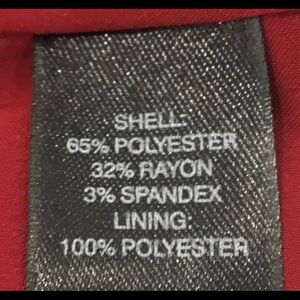 SHELL:
65% POLYESTER
32% RAYON
3% SPANDEX
LINING:
100% POLYESTER